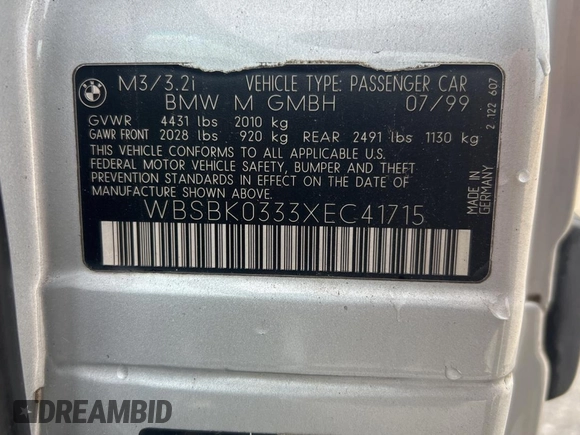 BMW
M3/3.2i VEHICLE TYPE: PASSENGER CAR
BMW M GMBH 07/99
GVWR 4431 lbs 2010 kg
GAWR FRONT 2028 lbs 920 kg REAR 2491 lbs 1130 kg
THIS VEHICLE CONFORMS TO ALL APPLICABLE U.S.
FEDERAL MOTOR VEHICLE SAFETY, BUMPER AND THEFT
PREVENTION STANDARDS IN EFFECT ON THE DATE OF
MANUFACTURE SHOWN ABOVE.
WBSBK0333XEC41715
MADE IN
GERMANY
2 122 607
DREAMBID